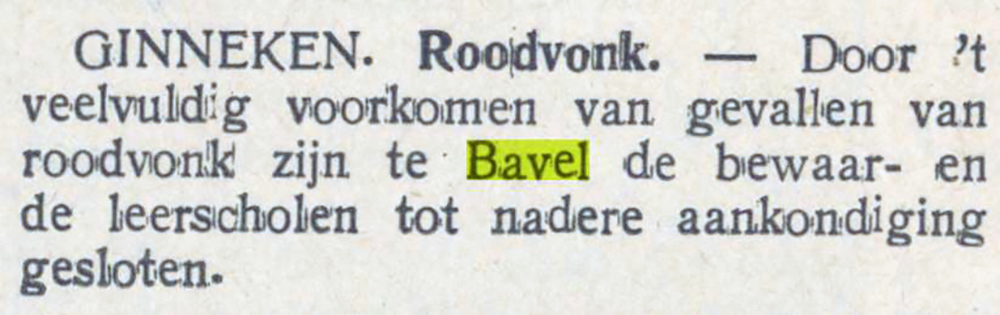 GINNEKEN. Roodvonk. — Door 't
veelvuldig voorkomen van gevallen van
roodvonk zijn te Bavel de bewaar- en
de leerscholen tot nadere aankondiging
gesloten.